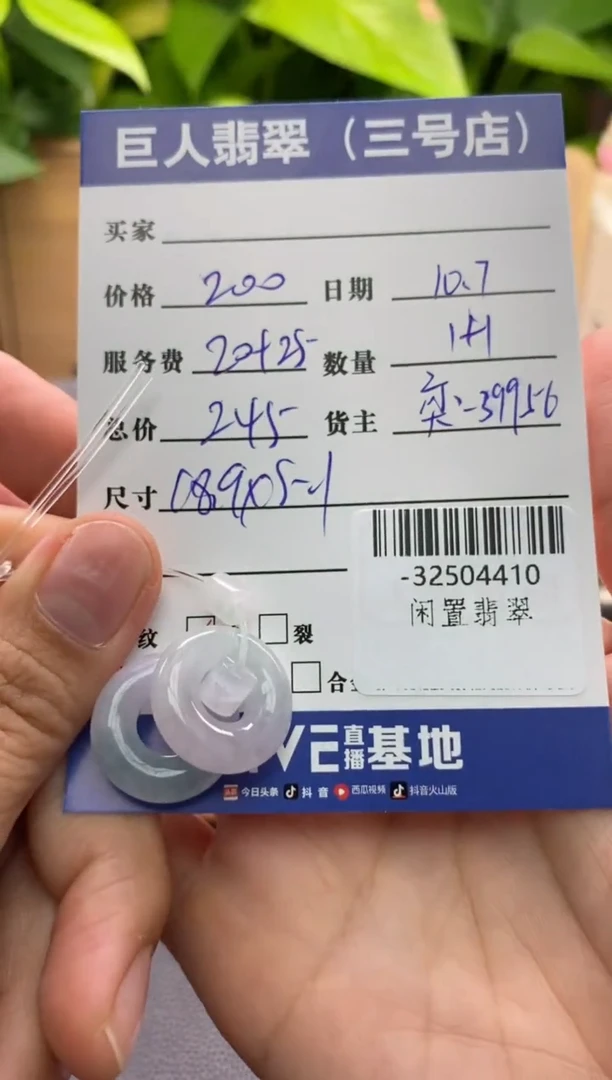 巨人翡翠（三号店）
买家
价格 200 日期 10.7
服务费 20+25 数量 1+1
总价 245 货主 -39956
尺寸
-32504410
闲置翡翠
纹 裂
合
直播基地
今日头条 抖音 西瓜视频 抖音火山版